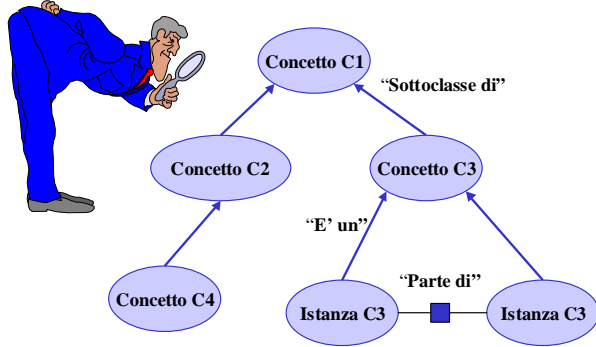 Concetto C1
“Sottoclasse di”
Concetto C2
Concetto C3
“E’ un”
“Parte di”
Concetto C4
Istanza C3
Istanza C3